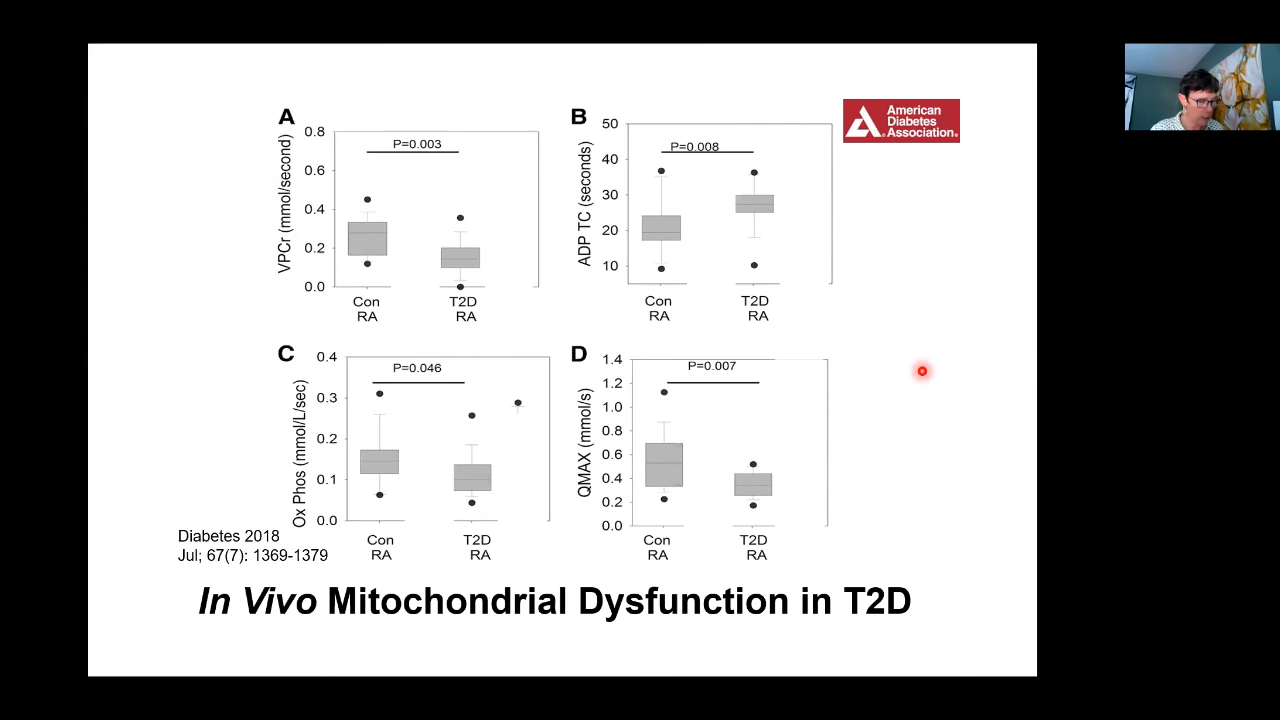 A
0.8
0.6
0.4
0.2
0.0
VPCr (mmol/second)
P=0.003
Con
RA
T2D
RA
B
50
40
30
20
10
ADP TC (seconds)
P=0.008
Con
RA
T2D
RA
American
Diabetes
Association®
C
0.4
0.3
0.2
0.1
0.0
Ox Phos (mmol/L/sec)
P=0.046
Con
RA
T2D
RA
D
1.4
1.2
1.0
0.8
0.6
0.4
0.2
0.0
QMAX (mmol/s)
P=0.007
Con
RA
T2D
RA
Diabetes 2018
Jul; 67(7): 1369-1379
In Vivo Mitochondrial Dysfunction in T2D